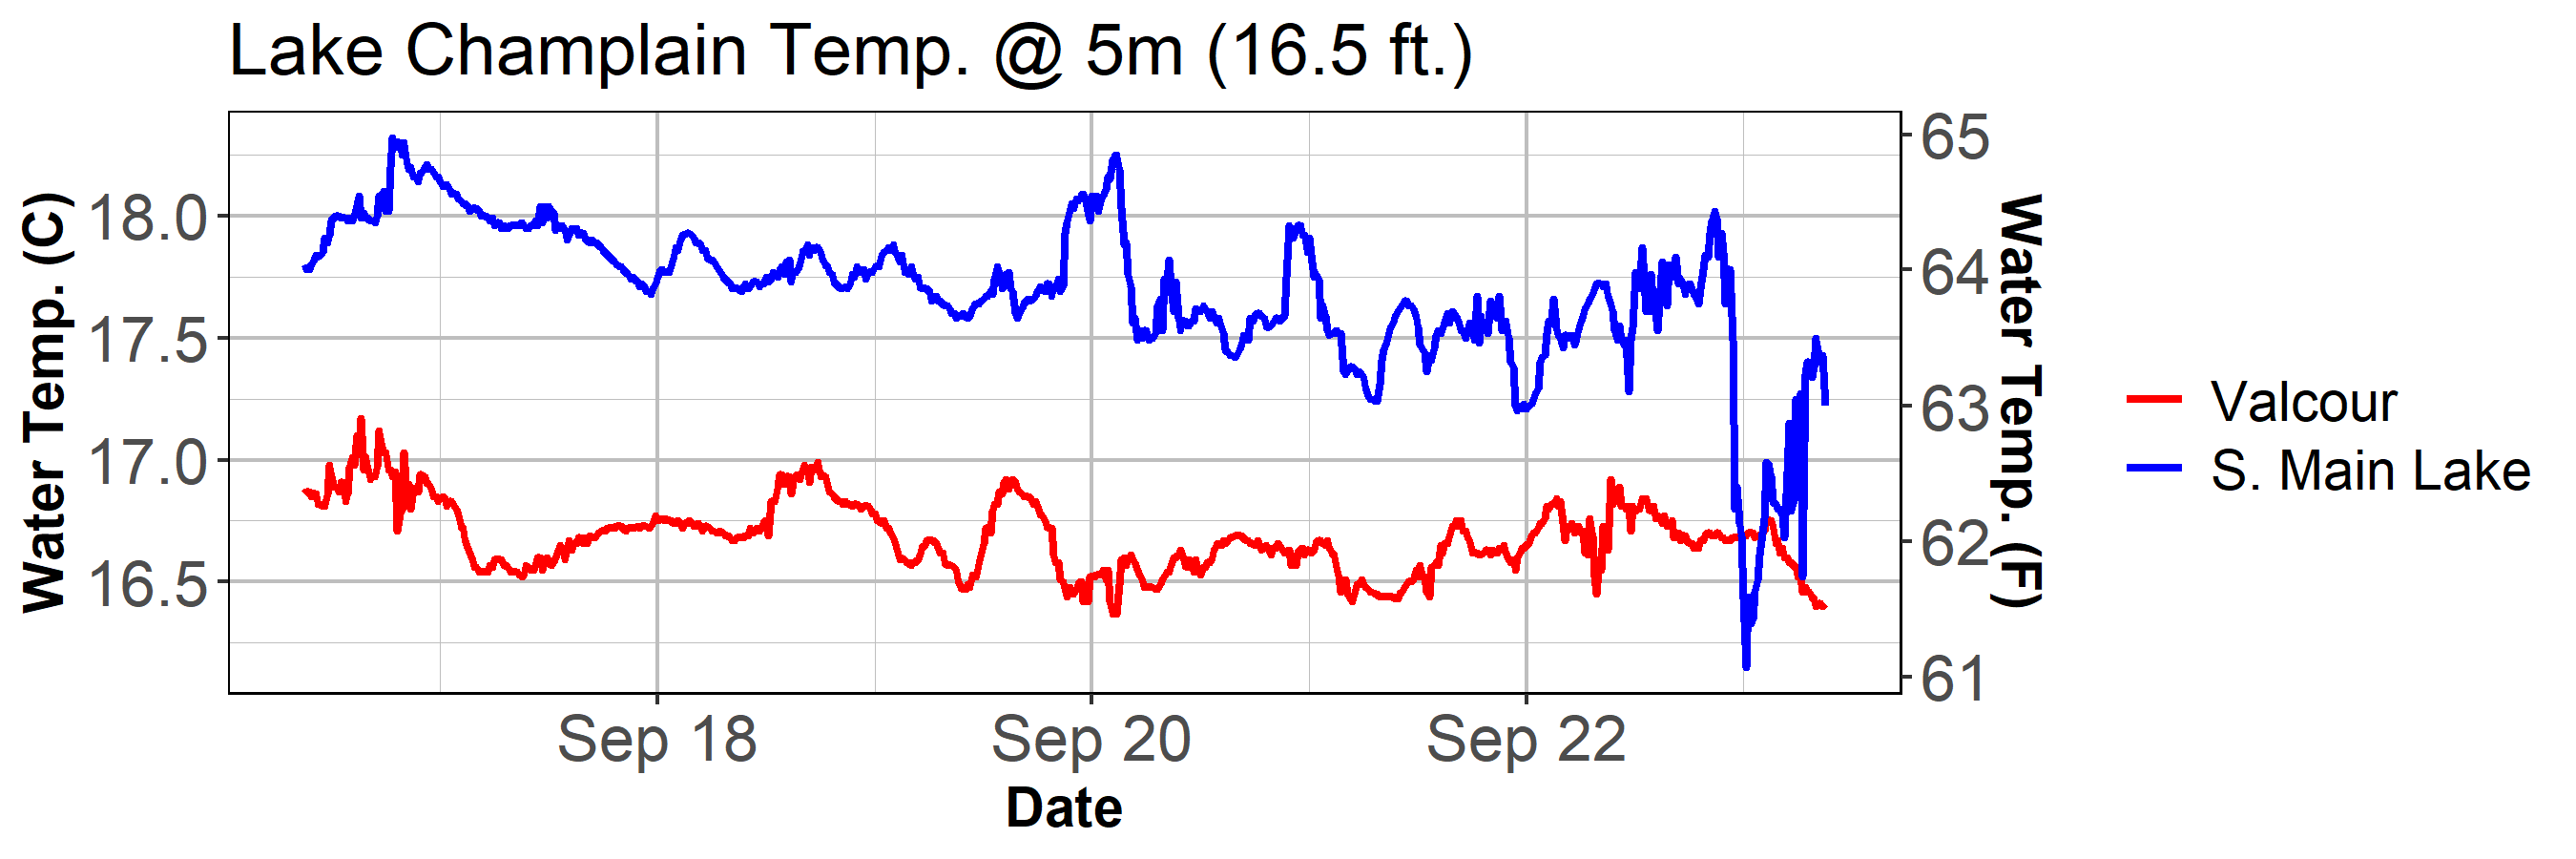 Lake Champlain Temp. @ 5m (16.5 ft.)
Water Temp. (C)
18.0
17.5
17.0
16.5
65
64
63
62
61
Water Temp. (F)
Sep 18
Sep 20
Sep 22
Date
Valcour
S. Main Lake